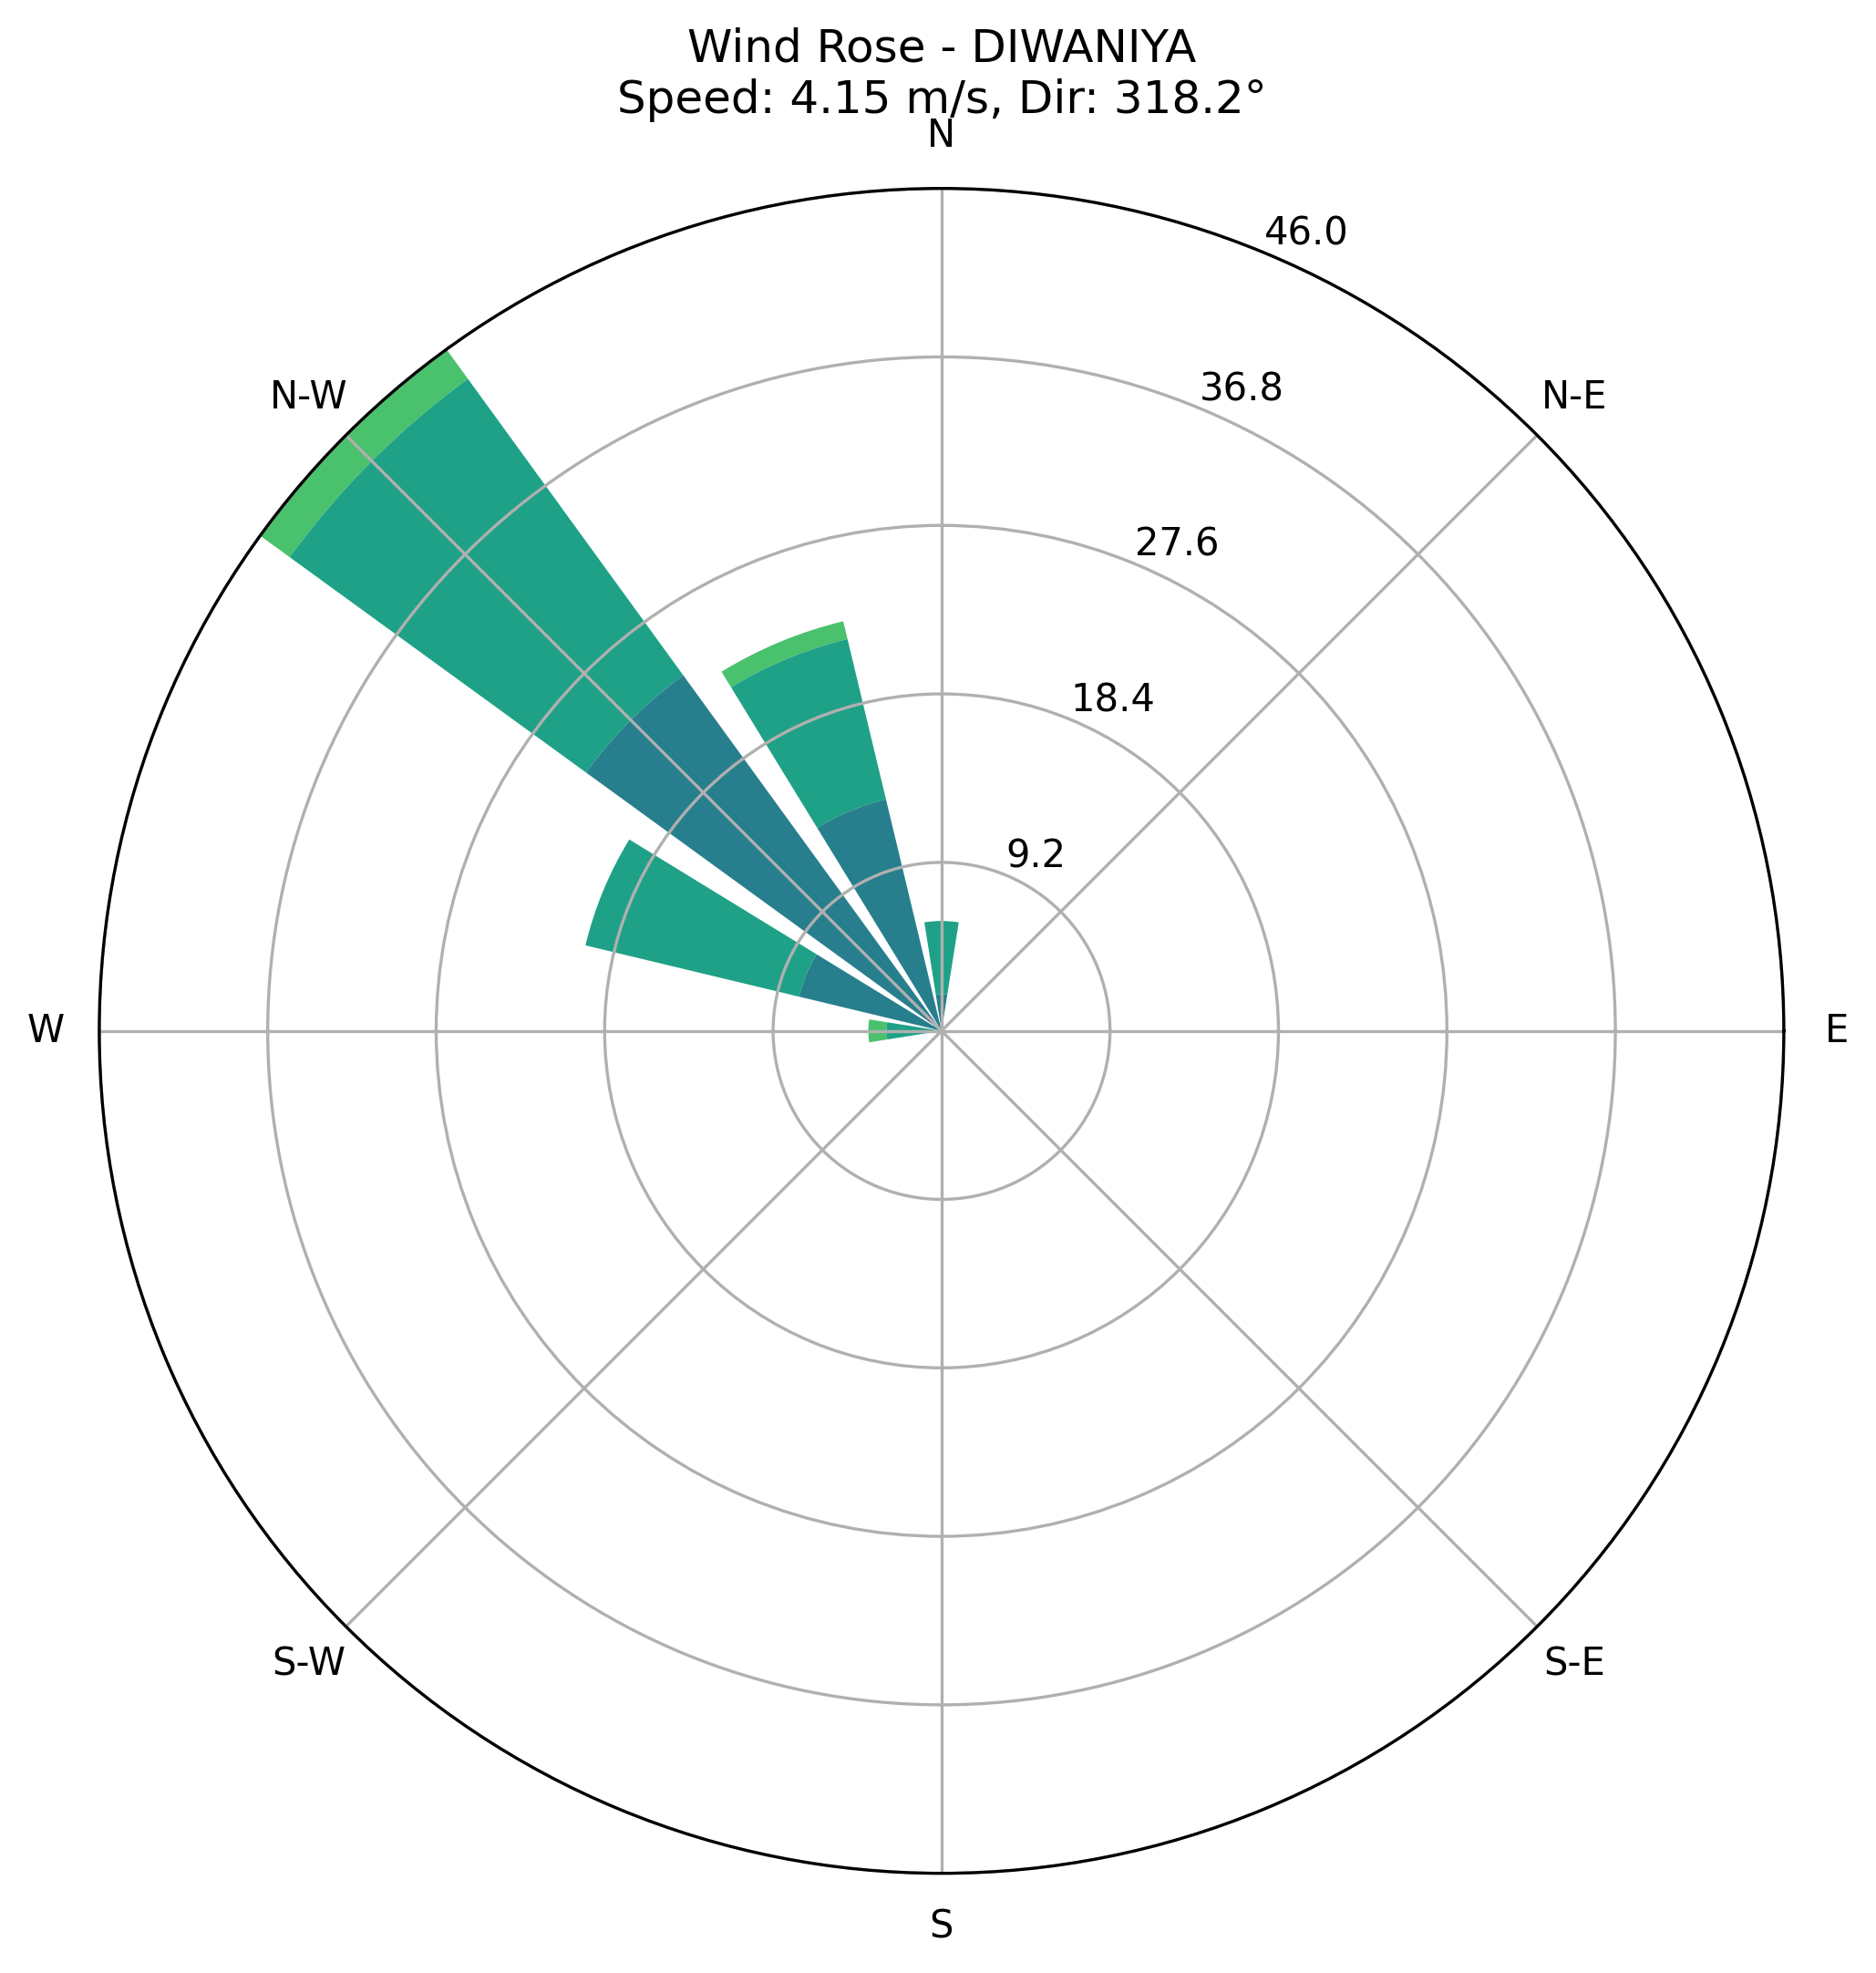 Wind Rose - DIWANIYA
Speed: 4.15 m/s, Dir: 318.2°
N
46.0
36.8
N-W
N-E
27.6
18.4
9.2
W
E
S-W
S-E
S